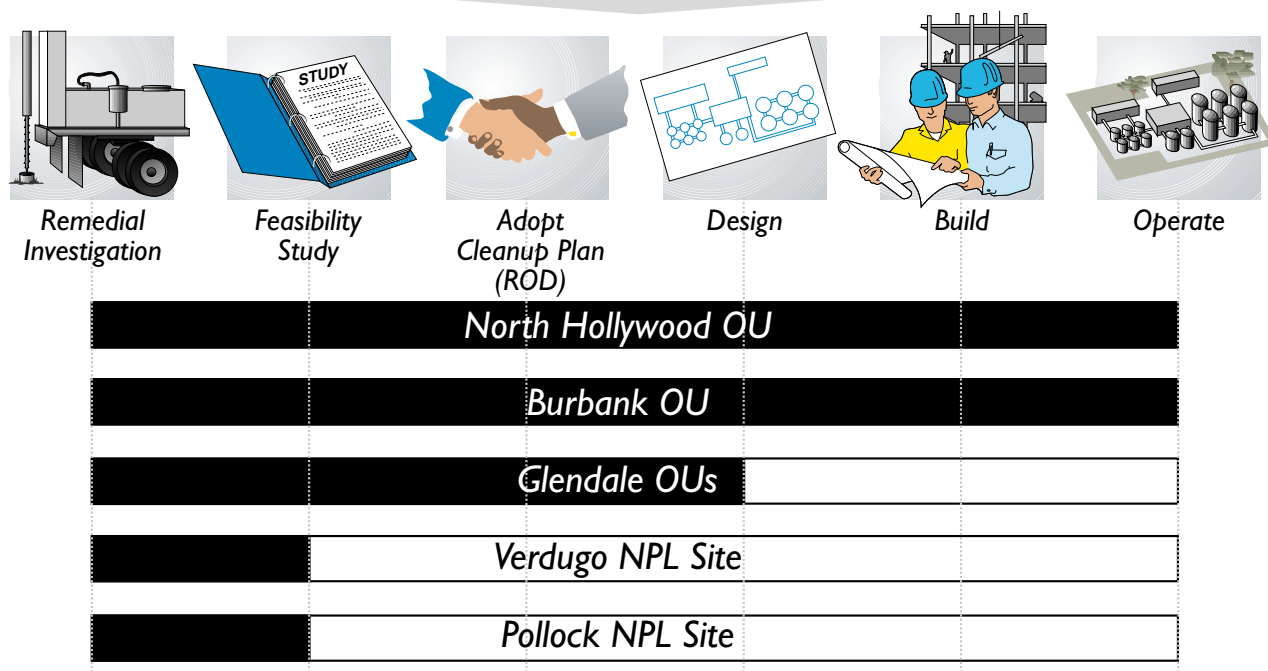 STUDY
Remedial
Investigation
Feasibility
Study
Adopt
Cleanup Plan
(ROD)
Design
Build
Operate
North Hollywood OU
Burbank OU
Glendale OUs
Verdugo NPL Site
Pollock NPL Site